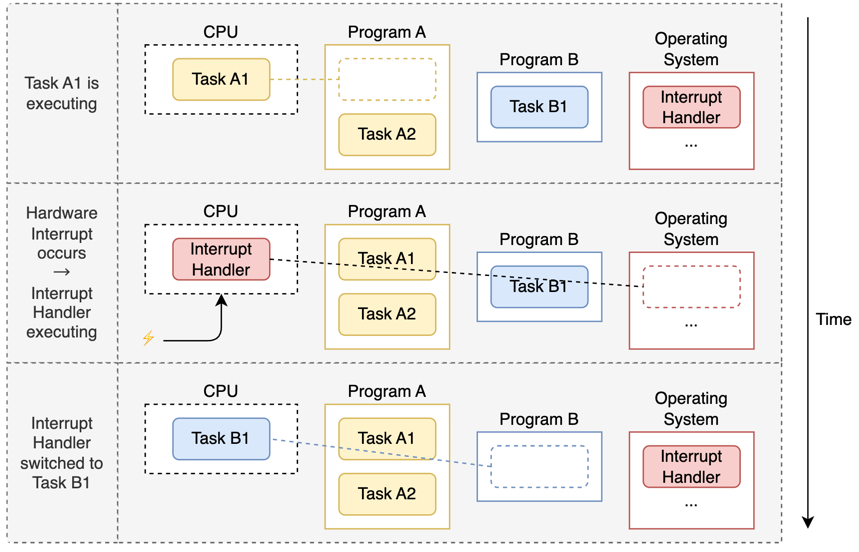 CPU
Program A
Program B
Operating
System
Task A1 is
executing
Task A1
Task A2
Task B1
Interrupt
Handler
...
Hardware
Interrupt
occurs
→
Interrupt
Handler
executing
CPU
Program A
Program B
Operating
System
Interrupt
Handler
Task A1
Task A2
Task B1
...
Time
Interrupt
Handler
switched to
Task B1
CPU
Program A
Program B
Operating
System
Task B1
Task A1
Task A2
Interrupt
Handler
...